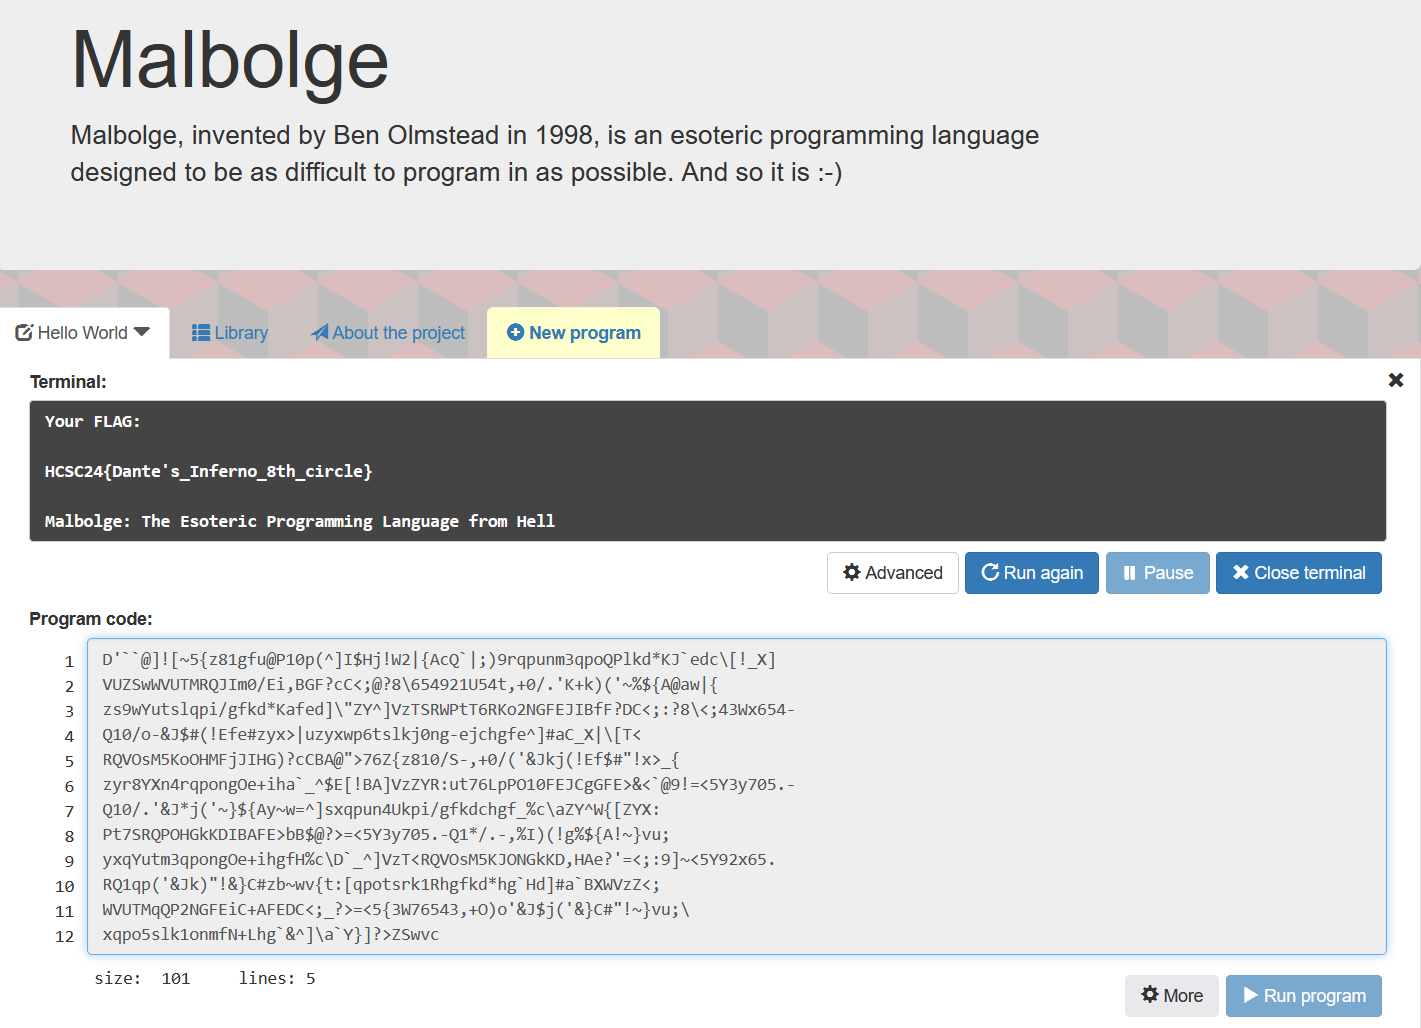 Malbolge
Malbolge, invented by Ben Olmstead in 1998, is an esoteric programming language
designed to be as difficult to program in as possible. And so it is :-)
Hello World Library About the project New program
Terminal:
Your FLAG:
HCSC24{Dante's_Inferno_8th_circle}
Malbolge: The Esoteric Programming Language from Hell
Advanced Run again Pause Close terminal
Program code:
1 D'``@]![~5{z81gfu@P10p(^]I$Hj!W2|{AcQ`|;)9rqpunm3qpoQPlkd*KJ`edc\[!_X]
2 VUZSwWVUTMRQJIm0/Ei,BGF?cC<;@?8\654921U54t,+0/.'K+k)('~%${A@aw|{
3 zs9wYutslqpi/gfkd*Kafed]\"ZY^]VzTSRWPtT6RKo2NGFEJIBfF?DC<;:?8\<;43Wx654-
4 Q10/o-&J$#(!Efe#zyx>|uzyxwp6tslkj0ng-ejchgfe^]#aC_X|\[T<
5 RQVOsM5KoOHMFjJIHG)?cCBA@">76Z{z810/S-,+0/('&Jkj(!Ef$#"!x>_{
6 zyr8YXn4rqpongOe+iha`_^$E[!BA]VzZYR:ut76LpPO10FEJCgGFE>&<`@9!=<5Y3y705.-
7 Q10/.'&J*j('~}${Ay~w=^]sxqpun4Ukpi/gfkdchgf_%c\aZY^W{[ZYX:
8 Pt7SRQPOHGkKDIBAFE>bB$@?>=<5Y3y705.-Q1*/.-,%I)(!g%${A!~}vu;
9 yxqYutm3qpongOe+ihgfH%c\D`_^]VzT<RQVOsM5KJONGkKD,HAe?'=<;:9]~<5Y92x65.
10 RQ1qp('&Jk)"!&}C#zb~wv{t:[qpotsrk1Rhgfkd*hg`Hd]#a`BXWVzZ<;
11 WVUTMqQP2NGFEiC+AFEDC<;_?>=<5{3W76543,+O)o'&J$j('&}C#"!~}vu;\
12 xqpo5slk1onmfN+Lhg`&^]\a`Y}]?>ZSwvc
size: 101 lines: 5
More Run program